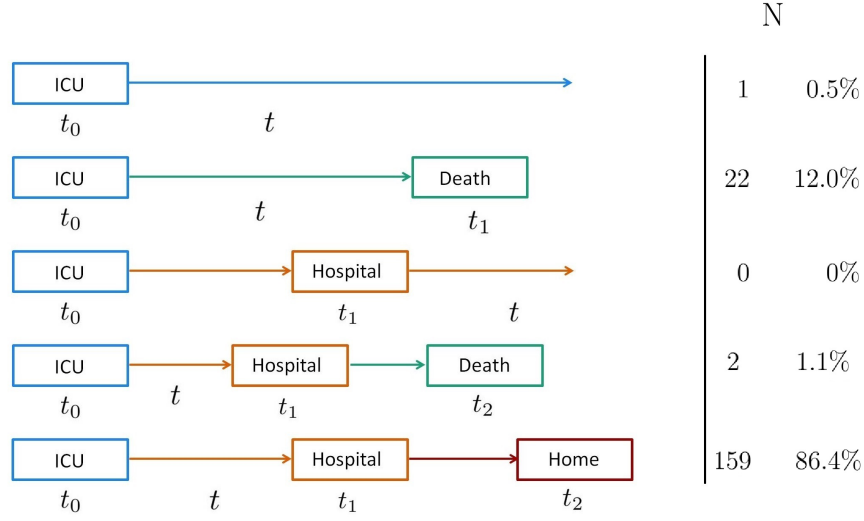 N
ICU 1 0.5%
t₀ t
ICU Death 22 12.0%
t₀ t t₁
ICU Hospital 0 0%
t₀ t₁ t
ICU Hospital Death 2 1.1%
t₀ t t₁ t₂
ICU Hospital Home 159 86.4%
t₀ t t₁ t₂